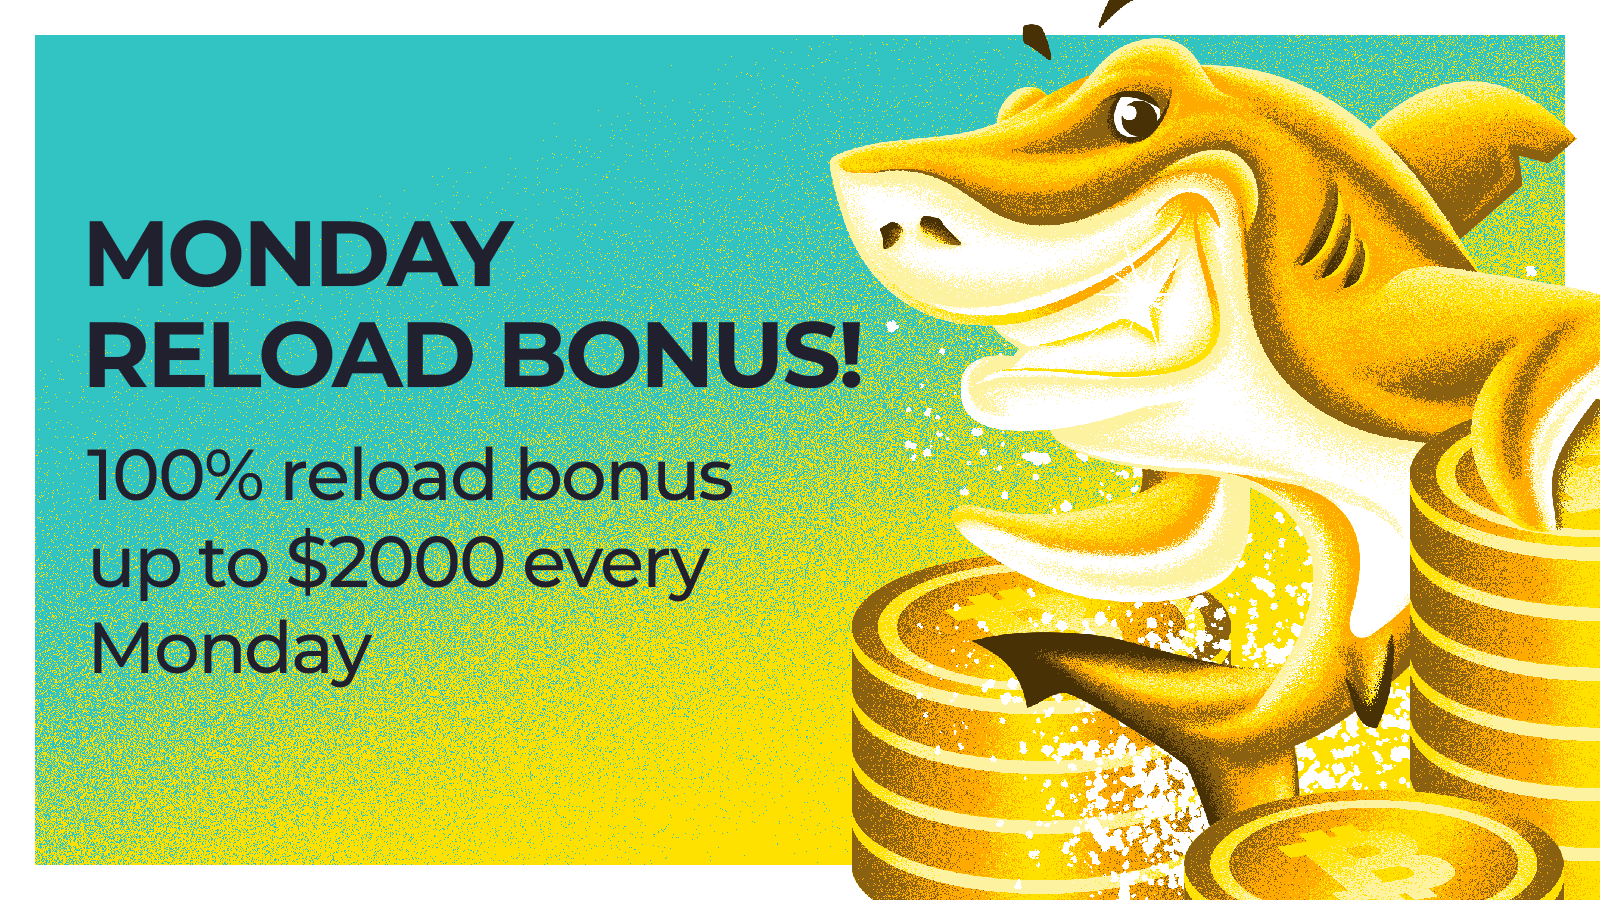 MONDAY
RELOAD BONUS!
100% reload bonus
up to $2000 every
Monday